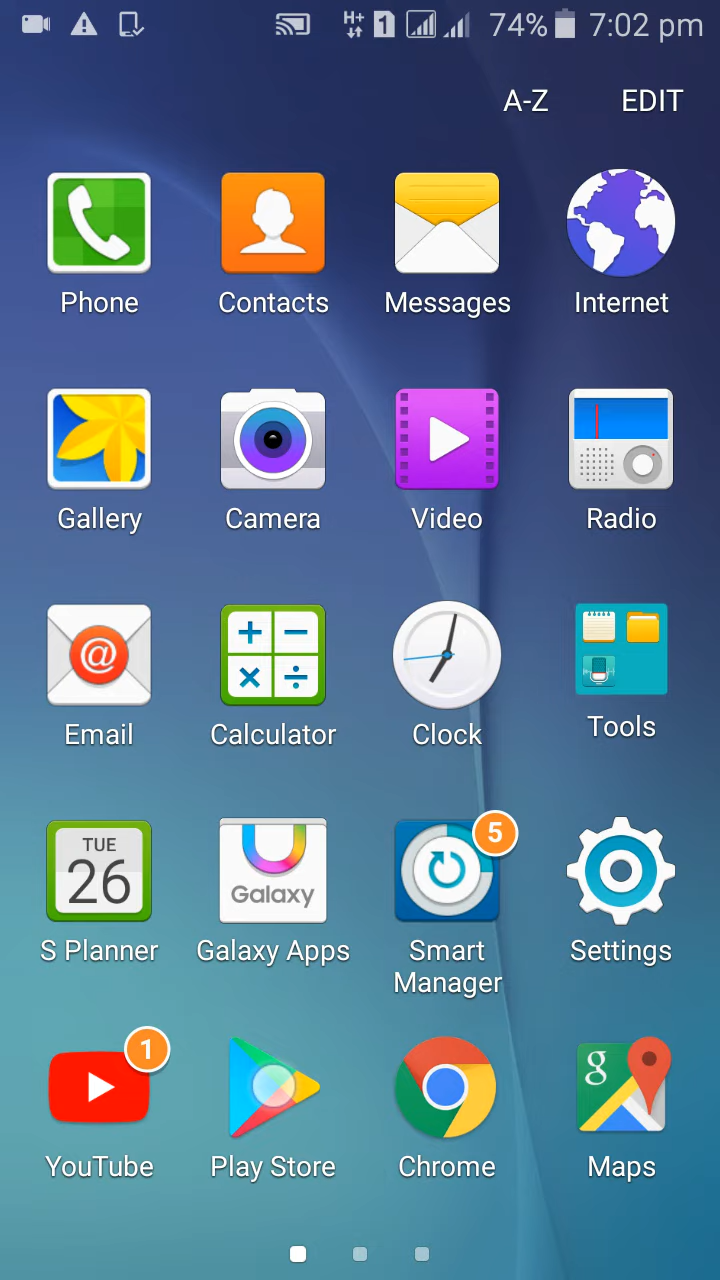 H+ 1 74% 7:02 pm
A-Z EDIT
Phone Contacts Messages Internet
Gallery Camera Video Radio
@
Email Calculator Clock Tools
TUE
26
Galaxy
5
S Planner Galaxy Apps Smart Manager Settings
1
g
YouTube Play Store Chrome Maps